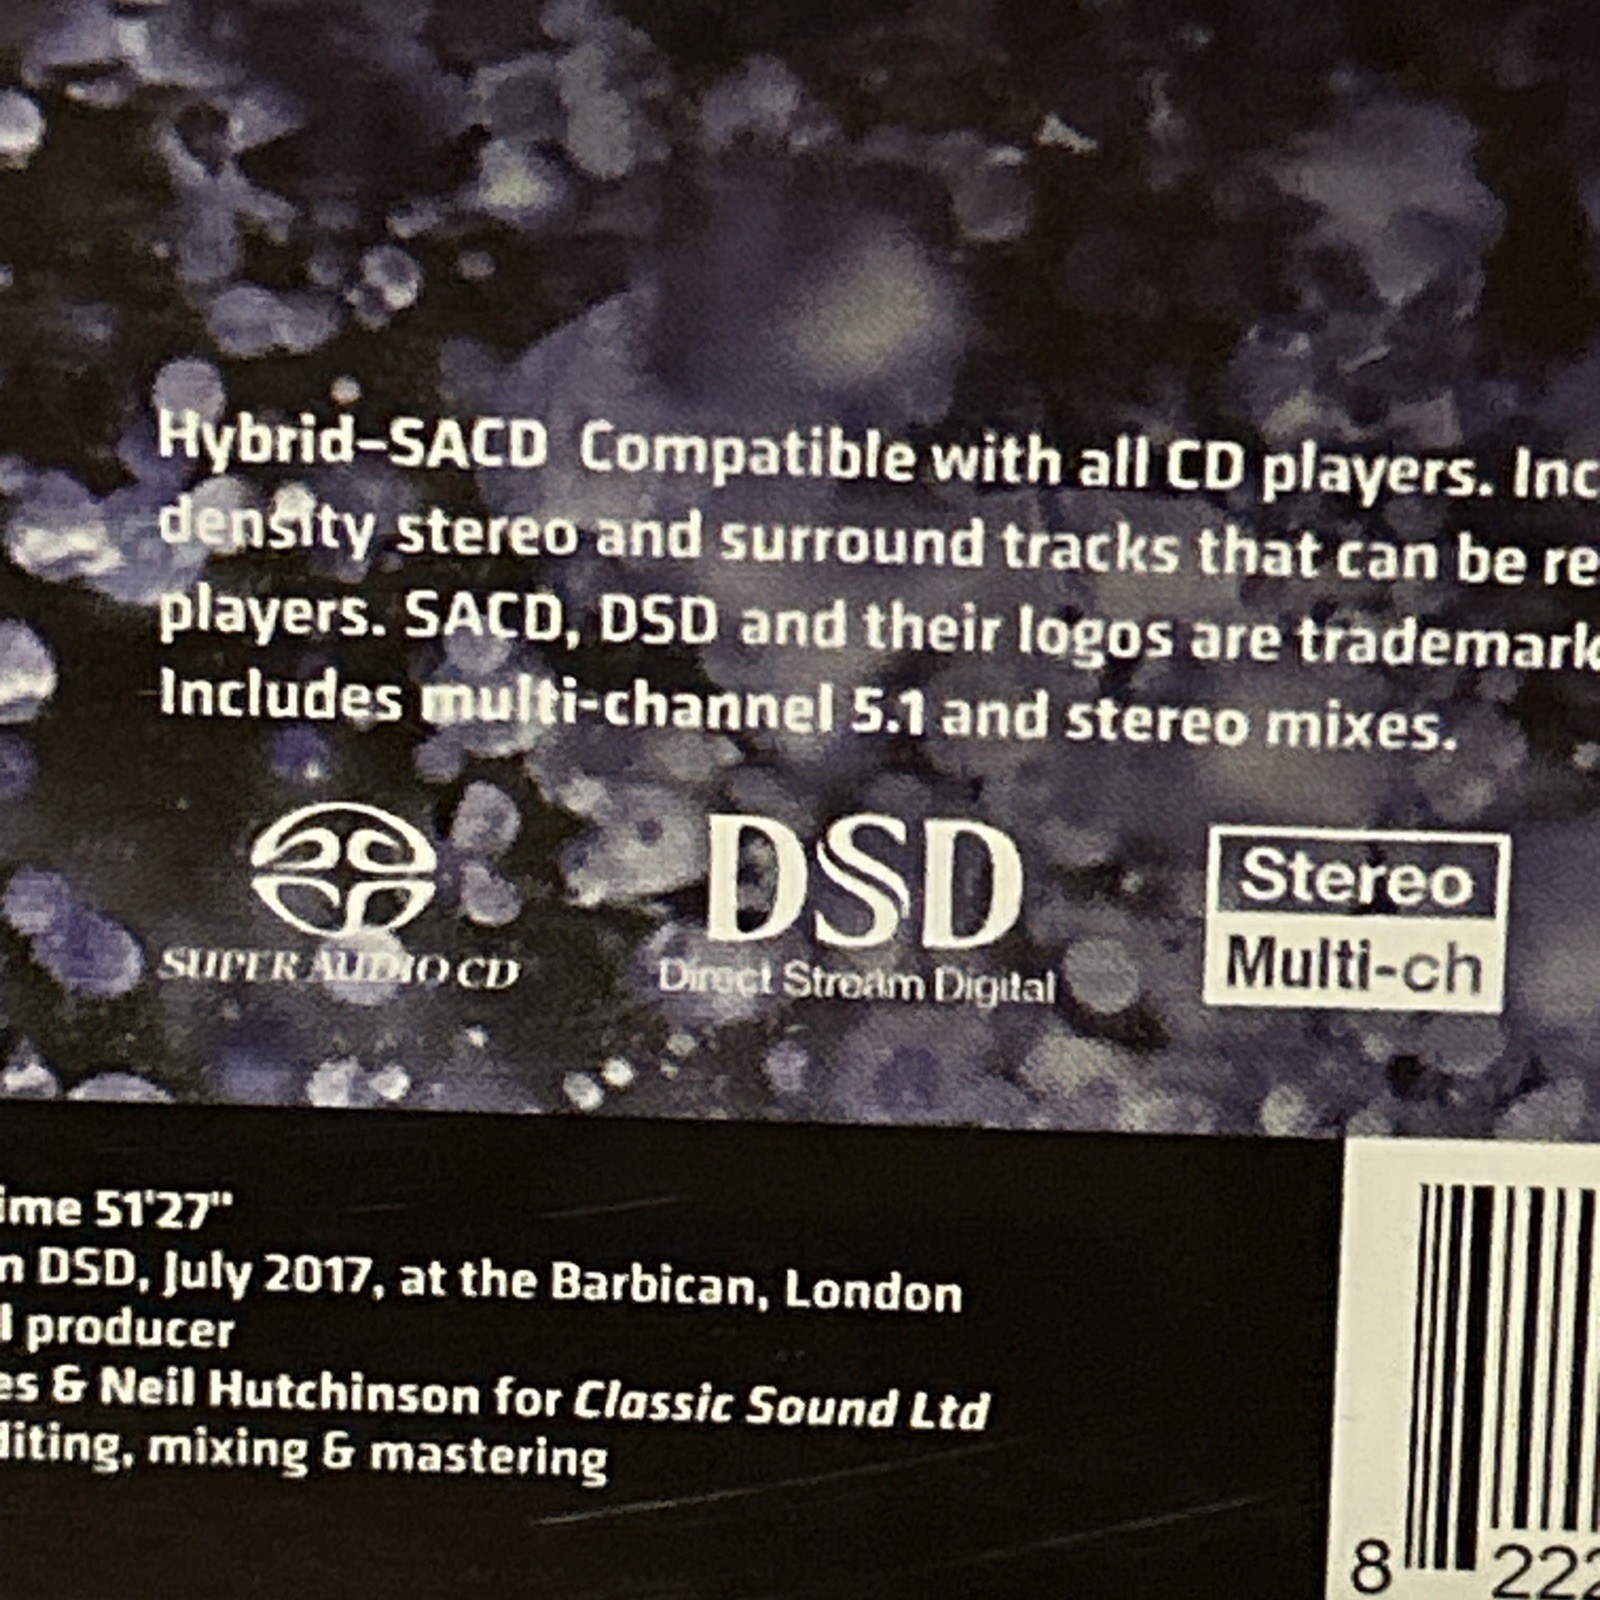 Hybrid–SACD Compatible with all CD players. Inc
density stereo and surround tracks that can be re
players. SACD, DSD and their logos are trademark
Includes multi-channel 5.1 and stereo mixes.
SUPER AUDIO CD
DSD
Direct Stream Digital
Stereo
Multi-ch
ime 51'27"
n DSD, July 2017, at the Barbican, London
l producer
es & Neil Hutchinson for Classic Sound Ltd
diting, mixing & mastering
8 222